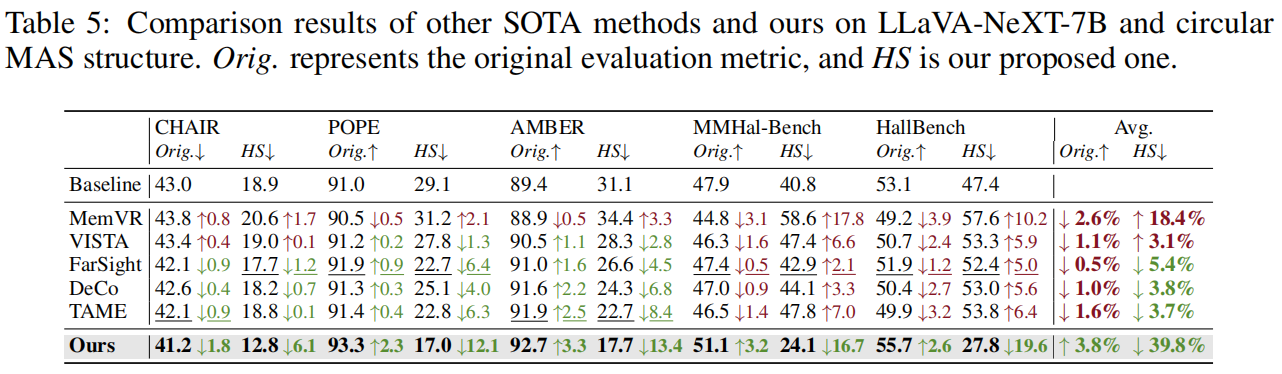 Table 5: Comparison results of other SOTA methods and ours on LLaVA-NeXT-7B and circular
MAS structure. Orig. represents the original evaluation metric, and HS is our proposed one.
CHAIR POPE AMBER MMHal-Bench HallBench Avg.
Orig.↓ HS↓ Orig.↑ HS↓ Orig.↑ HS↓ Orig.↑ HS↓ Orig.↑ HS↓ Orig.↑ HS↓
Baseline 43.0 18.9 91.0 29.1 89.4 31.1 47.9 40.8 53.1 47.4
MemVR 43.8 ↑0.8 20.6 ↑1.7 90.5 ↓0.5 31.2 ↑2.1 88.9 ↓0.5 34.4 ↑3.3 44.8 ↓3.1 58.6 ↑17.8 49.2 ↓3.9 57.6 ↑10.2 ↓ 2.6% ↑ 18.4%
VISTA 43.4 ↑0.4 19.0 ↑0.1 91.2 ↑0.2 27.8 ↓1.3 90.5 ↑1.1 28.3 ↓2.8 46.3 ↓1.6 47.4 ↑6.6 50.7 ↓2.4 53.3 ↑5.9 ↓ 1.1% ↑ 3.1%
FarSight 42.1 ↓0.9 17.7 ↓1.2 91.9 ↑0.9 22.7 ↓6.4 91.0 ↑1.6 26.6 ↓4.5 47.4 ↓0.5 42.9 ↑2.1 51.9 ↓1.2 52.4 ↑5.0 ↓ 0.5% ↓ 5.4%
DeCo 42.6 ↓0.4 18.2 ↓0.7 91.3 ↑0.3 25.1 ↓4.0 91.6 ↑2.2 24.3 ↓6.8 47.0 ↓0.9 44.1 ↑3.3 50.4 ↓2.7 53.0 ↑5.6 ↓ 1.0% ↓ 3.8%
TAME 42.1 ↓0.9 18.8 ↓0.1 91.4 ↑0.4 22.8 ↓6.3 91.9 ↑2.5 22.7 ↓8.4 46.5 ↓1.4 47.8 ↑7.0 49.9 ↓3.2 53.8 ↑6.4 ↓ 1.6% ↓ 3.7%
Ours 41.2 ↓1.8 12.8 ↓6.1 93.3 ↑2.3 17.0 ↓12.1 92.7 ↑3.3 17.7 ↓13.4 51.1 ↑3.2 24.1 ↓16.7 55.7 ↑2.6 27.8 ↓19.6 ↑ 3.8% ↓ 39.8%